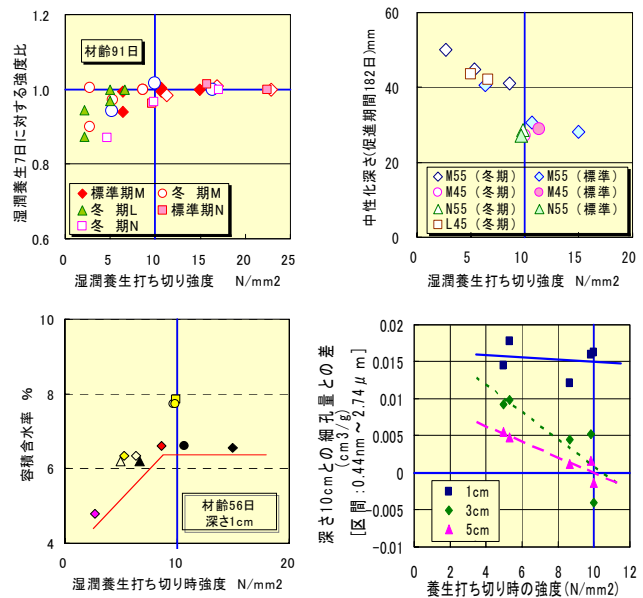 湿潤養生7日に対する強度比
1.2
1.0
0.8
0.6
材齢91日
標準期M
冬 期M
冬 期L
標準期N
冬 期N
0 5 10 15 20 25
湿潤養生打ち切り強度 N/mm2
中性化深さ(促進期間182日)mm
60
40
20
0
M55 (冬期)
M55 (標準)
M45 (冬期)
M45 (標準)
N55 (冬期)
N55 (標準)
L45 (冬期)
0 5 10 15 20
湿潤養生打ち切り強度 N/mm2
容積含水率 %
10
8
6
4
材齢56日
深さ1cm
0 10 20
湿潤養生打ち切り時強度 N/mm2
深さ10cmとの細孔量との差
(cm3/g)
[区間:0.44nm~2.74μm]
0.02
0.015
0.01
0.005
0
-0.005
-0.01
1cm
3cm
5cm
0 2 4 6 8 10 12
養生打ち切り時の強度(N/mm2)